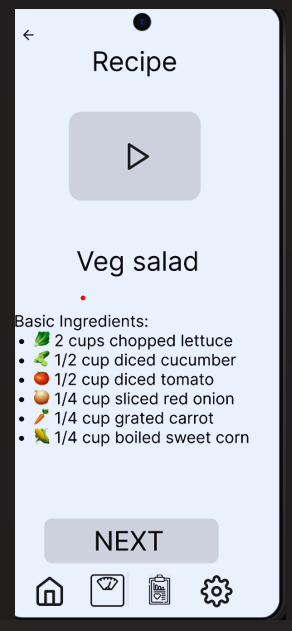 Recipe
Veg salad
Basic Ingredients:
• 🥬 2 cups chopped lettuce
• 🥒 1/2 cup diced cucumber
• 🍅 1/2 cup diced tomato
• 🧅 1/4 cup sliced red onion
• 🥕 1/4 cup grated carrot
• 🌽 1/4 cup boiled sweet corn
NEXT